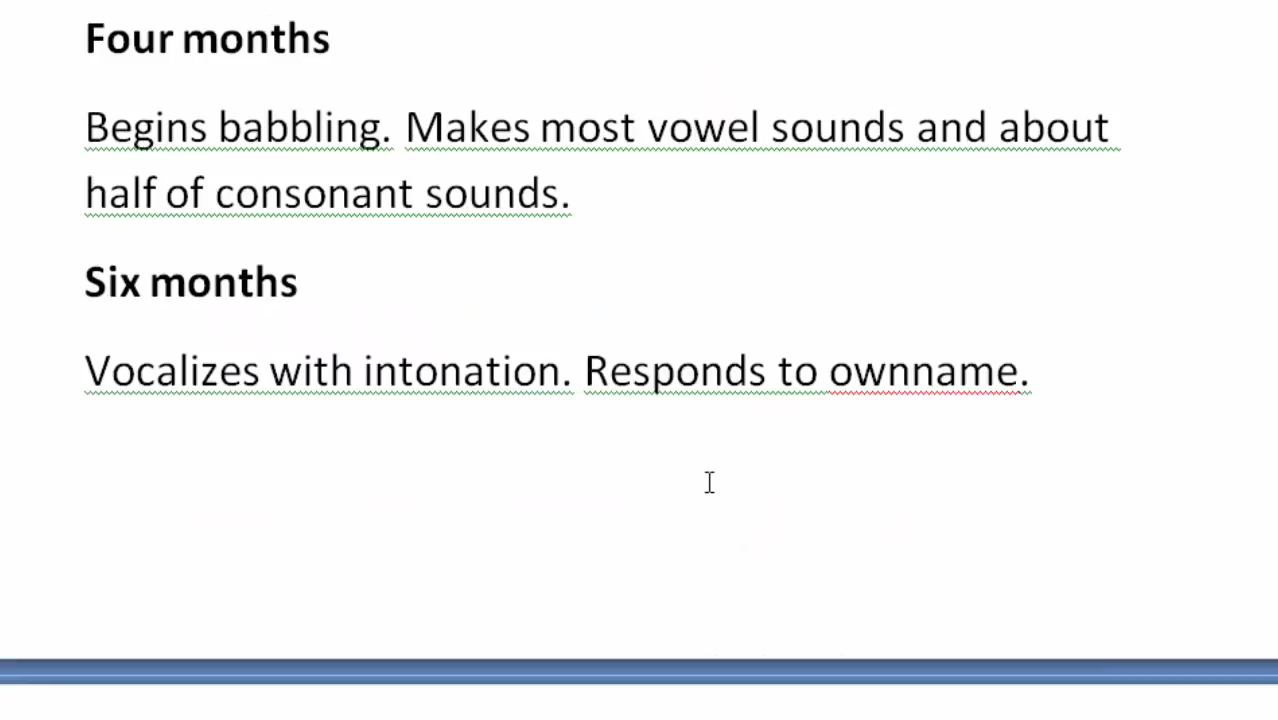 Four months
Begins babbling. Makes most vowel sounds and about
half of consonant sounds.
Six months
Vocalizes with intonation. Responds to ownname.